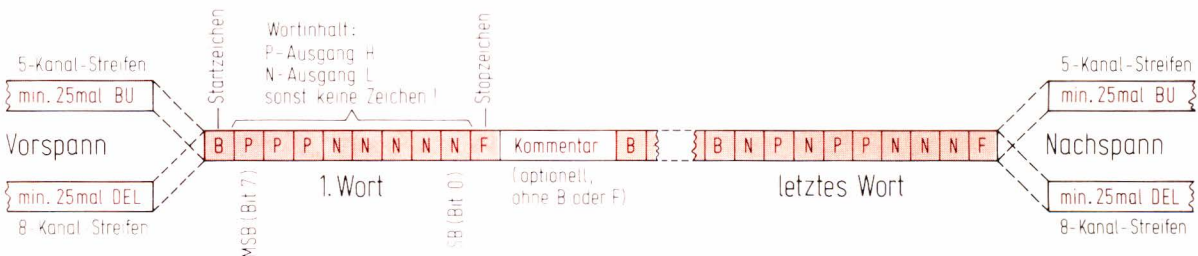 Wortinhalt:
P-Ausgang H
N-Ausgang L
sonst keine Zeichen!
Startzeichen
Stopzeichen
5-Kanal-Streifen
min. 25mal BU
Vorspann
min. 25mal DEL
8-Kanal-Streifen
B P P P N N N N N F Kommentar B
(optionell,
ohne B oder F)
MSB (Bit 7)
1. Wort
SB (Bit 0)
B N P N P P N N N F
letztes Wort
5-Kanal-Streifen
min. 25mal BU
Nachspann
min. 25mal DEL
8-Kanal-Streifen